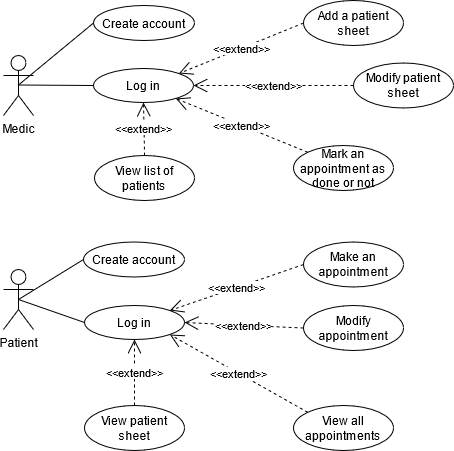 Create account
Add a patient
sheet
<<extend>>
Log in
<<extend>>
Modify patient
sheet
Medic
<<extend>>
<<extend>>
View list of
patients
Mark an
appointment as
done or not
Create account
Make an
appointment
<<extend>>
Patient
Log in
<<extend>>
Modify
appointment
<<extend>>
<<extend>>
View patient
sheet
View all
appointments